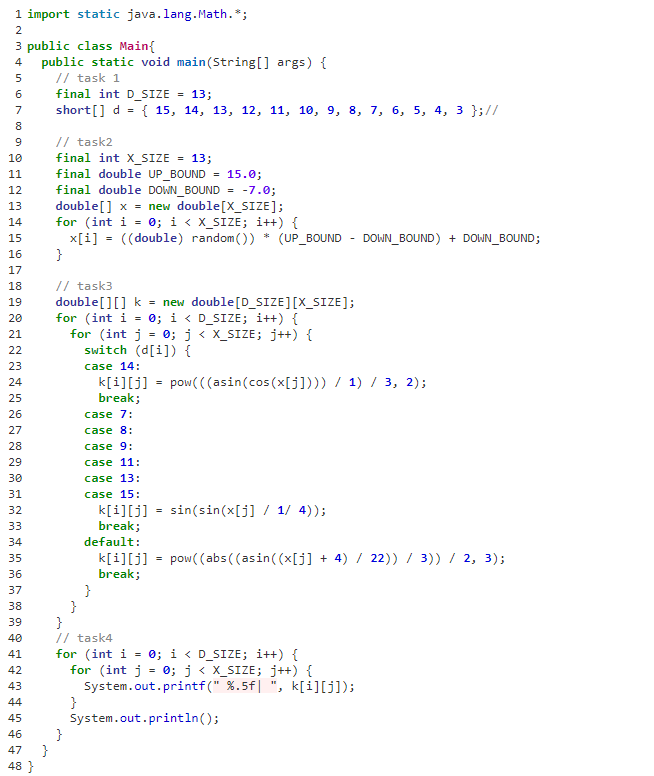 1 import static java.lang.Math.*;
2
3 public class Main{
4   public static void main(String[] args) {
5     // task 1
6     final int D_SIZE = 13;
7     short[] d = { 15, 14, 13, 12, 11, 10, 9, 8, 7, 6, 5, 4, 3 };//
8
9     // task2
10     final int X_SIZE = 13;
11     final double UP_BOUND = 15.0;
12     final double DOWN_BOUND = -7.0;
13     double[] x = new double[X_SIZE];
14     for (int i = 0; i < X_SIZE; i++) {
15       x[i] = ((double) random()) * (UP_BOUND - DOWN_BOUND) + DOWN_BOUND;
16     }
17
18     // task3
19     double[][] k = new double[D_SIZE][X_SIZE];
20     for (int i = 0; i < D_SIZE; i++) {
21       for (int j = 0; j < X_SIZE; j++) {
22         switch (d[i]) {
23         case 14:
24           k[i][j] = pow(((asin(cos(x[j]))) / 1) / 3, 2);
25           break;
26         case 7:
27         case 8:
28         case 9:
29         case 11:
30         case 13:
31         case 15:
32           k[i][j] = sin(sin(x[j] / 1/ 4));
33           break;
34         default:
35           k[i][j] = pow((abs((asin((x[j] + 4) / 22)) / 3)) / 2, 3);
36           break;
37         }
38       }
39     }
40     // task4
41     for (int i = 0; i < D_SIZE; i++) {
42       for (int j = 0; j < X_SIZE; j++) {
43         System.out.printf(" %.5f| ", k[i][j]);
44       }
45       System.out.println();
46     }
47   }
48 }